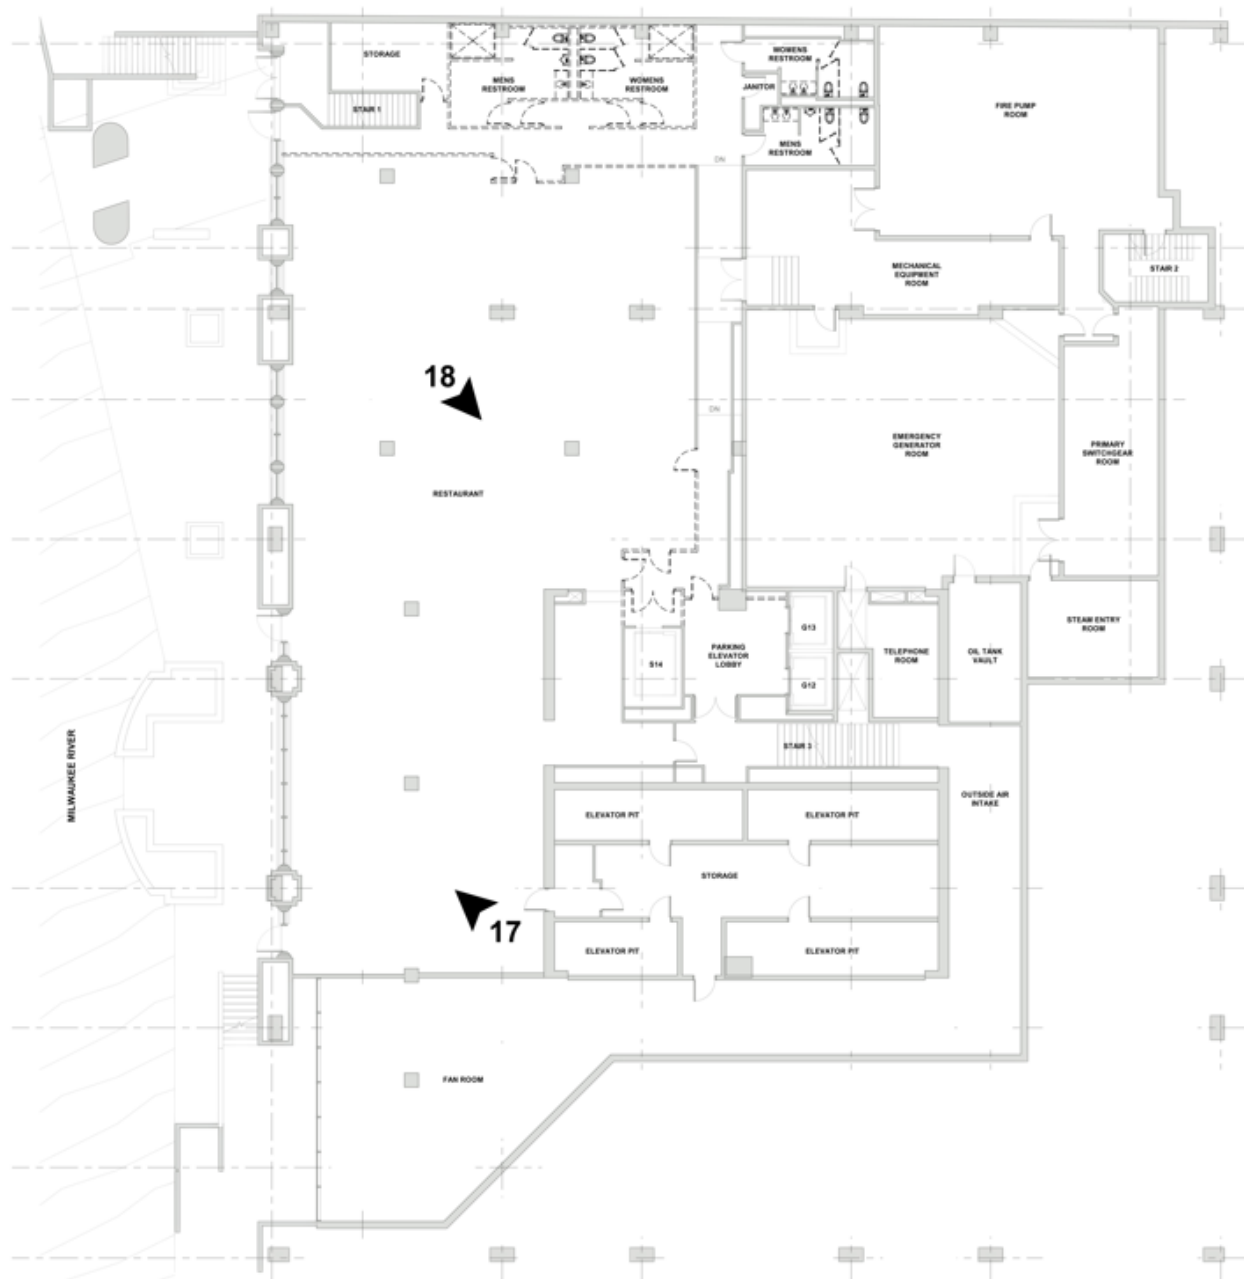 STORAGE
STAIR 1
MENS
RESTROOM
WOMENS
RESTROOM
WOMENS
RESTROOM
JANITOR
MENS
RESTROOM
DN
FIRE PUMP
ROOM
STAIR 2
MECHANICAL
EQUIPMENT
ROOM
18
DN
EMERGENCY
GENERATOR
ROOM
PRIMARY
SWITCHGEAR
ROOM
RESTAURANT
S14
PARKING
ELEVATOR
LOBBY
G13
G12
TELEPHONE
ROOM
OIL TANK
VAULT
STEAM ENTRY
ROOM
STAIR 3
MILWAUKEE RIVER
OUTSIDE AIR
INTAKE
ELEVATOR PIT
ELEVATOR PIT
STORAGE
17
ELEVATOR PIT
ELEVATOR PIT
FAN ROOM